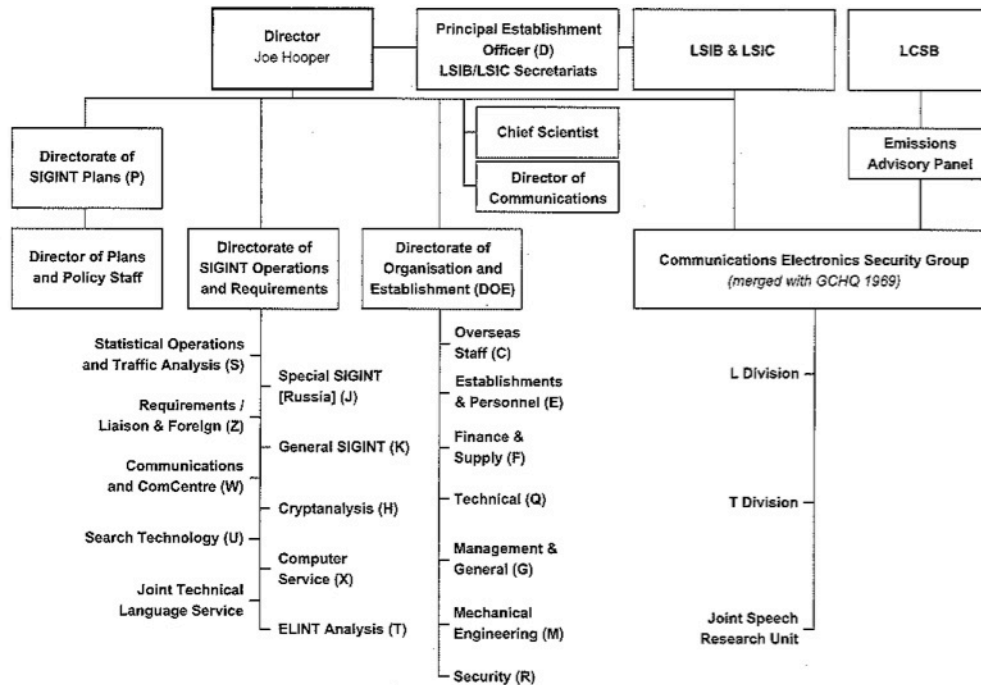 Director
Joe Hooper
Principal Establishment
Officer (D)
LSIB/LSIC Secretariats
LSIB & LSIC
LCSB
Directorate of
SIGINT Plans (P)
Chief Scientist
Director of
Communications
Emissions
Advisory Panel
Director of Plans
and Policy Staff
Directorate of
SIGINT Operations
and Requirements
Directorate of
Organisation and
Establishment (DOE)
Communications Electronics Security Group
(merged with GCHQ 1969)
Statistical Operations
and Traffic Analysis (S)
Special SIGINT
[Russia] (J)
Requirements /
Liaison & Foreign (Z)
General SIGINT (K)
Communications
and ComCentre (W)
Cryptanalysis (H)
Search Technology (U)
Computer
Service (X)
Joint Technical
Language Service
ELINT Analysis (T)
Overseas
Staff (C)
Establishments
& Personnel (E)
Finance &
Supply (F)
Technical (Q)
Management &
General (G)
Mechanical
Engineering (M)
Security (R)
L Division
T Division
Joint Speech
Research Unit